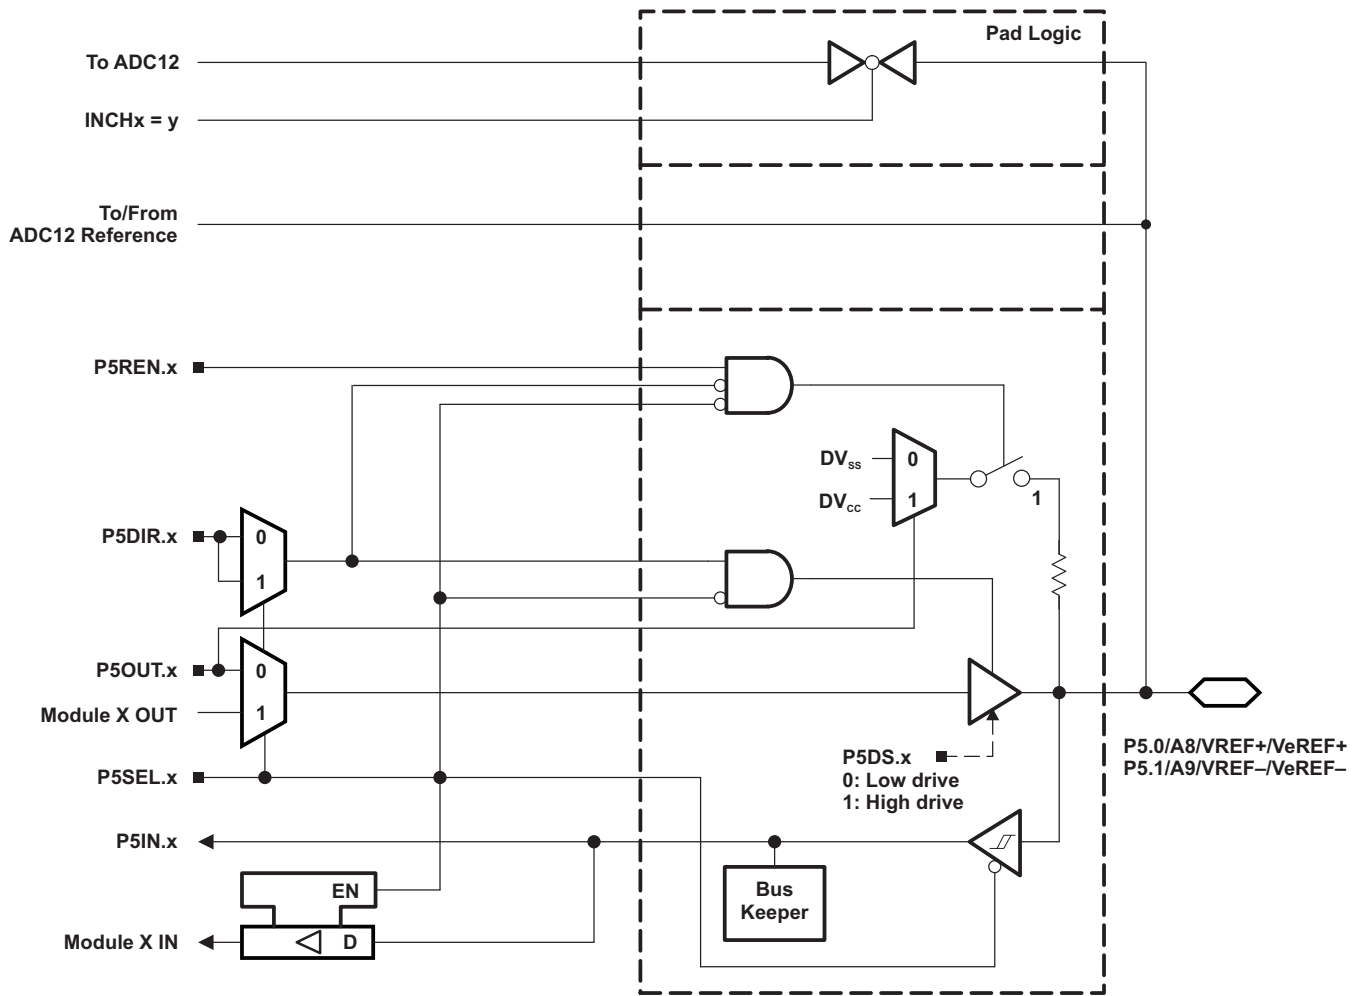 Pad Logic
To ADC12
INCHx = y
To/From
ADC12 Reference
P5REN.x
DVSS
0
DVCC
1
1
P5DIR.x
0
1
P5OUT.x
0
Module X OUT
1
P5DS.x
0: Low drive
1: High drive
P5.0/A8/VREF+/VeREF+
P5.1/A9/VREF–/VeREF–
P5SEL.x
P5IN.x
Bus
Keeper
EN
Module X IN
D